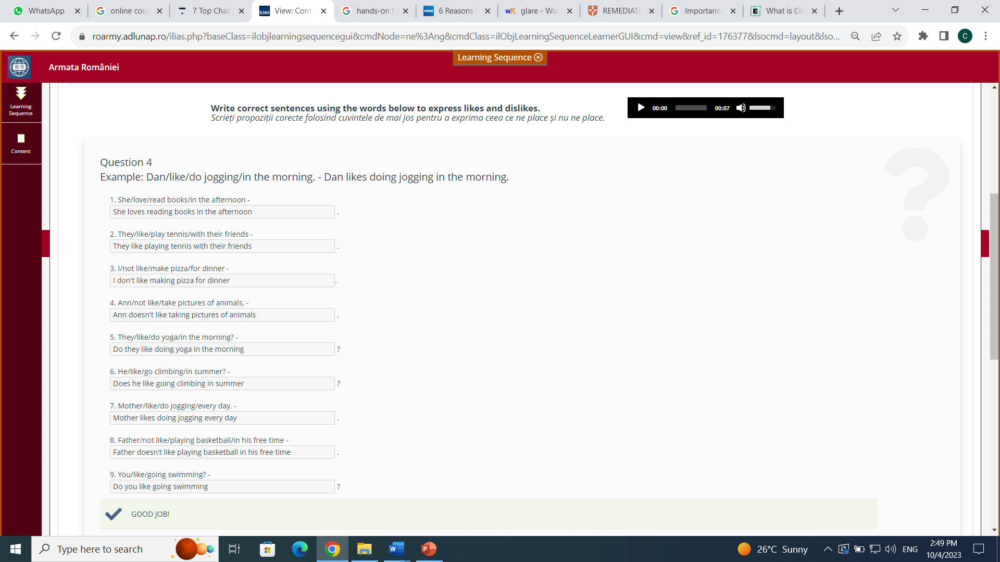 WhatsApp
online cou
7 Top Chal
ILIAS
View: Cont
hands-on b
vmw
6 Reasons
wR
glare - Wo
REMEDIATI
Importanc
E
What is Cri
roarmy.adlunap.ro/ilias.php?baseClass=ilobjlearningsequencegui&cmdNode=ne%3Ang&cmdClass=ilObjLearningSequenceLearnerGUI&cmd=view&ref_id=176377&lsocmd=layout&lso...
C
Learning Sequence
Armata României
Learning
Sequence
Content
Write correct sentences using the words below to express likes and dislikes.
Scrieți propoziții corecte folosind cuvintele de mai jos pentru a exprima ceea ce ne place și nu ne place.
00:00
00:07
Question 4
Example: Dan/like/do jogging/in the morning. - Dan likes doing jogging in the morning.
1. She/love/read books/in the afternoon -
She loves reading books in the afternoon .
2. They/like/play tennis/with their friends -
They like playing tennis with their friends .
3. I/not like/make pizza/for dinner -
I don't like making pizza for dinner .
4. Ann/not like/take pictures of animals. -
Ann doesn't like taking pictures of animals .
5. They/like/do yoga/in the morning? -
Do they like doing yoga in the morning ?
6. He/like/go climbing/in summer? -
Does he like going climbing in summer ?
7. Mother/like/do jogging/every day. -
Mother likes doing jogging every day .
8. Father/not like/playing basketball/in his free time -
Father doesn't like playing basketball in his free time .
9. You/like/going swimming? -
Do you like going swimming ?
?
GOOD JOB!
Type here to search
W
P
26°C Sunny
ENG
2:49 PM
10/4/2023